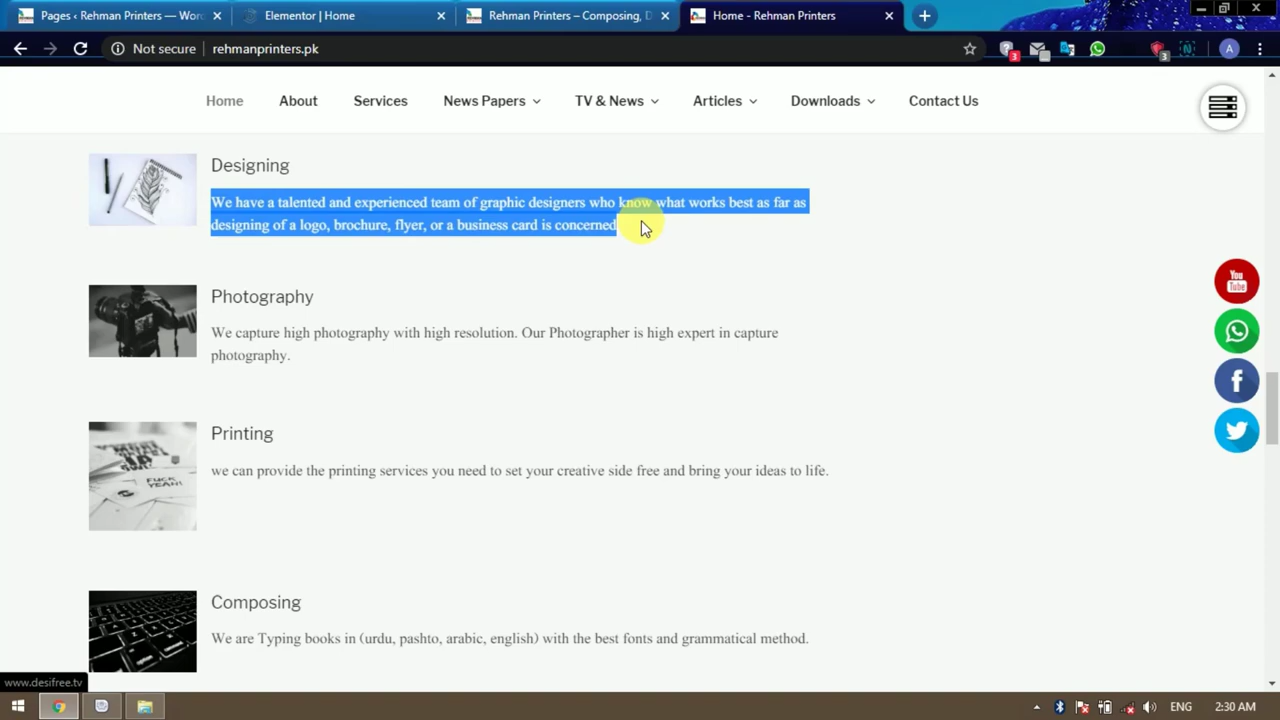 Pages ‹ Rehman Printers — Word
Elementor | Home
Rehman Printers – Composing, D
Home - Rehman Printers
Not secure
rehmanprinters.pk
3
3
N
A
Home
About
Services
News Papers
TV & News
Articles
Downloads
Contact Us
Designing
We have a talented and experienced team of graphic designers who know what works best as far as
designing of a logo, brochure, flyer, or a business card is concerned
You
Tube
Photography
We capture high photography with high resolution. Our Photographer is high expert in capture
photography.
Printing
we can provide the printing services you need to set your creative side free and bring your ideas to life.
FUCK
YEAH!
Composing
We are Typing books in (urdu, pashto, arabic, english) with the best fonts and grammatical method.
www.desifree.tv
ENG
2:30 AM